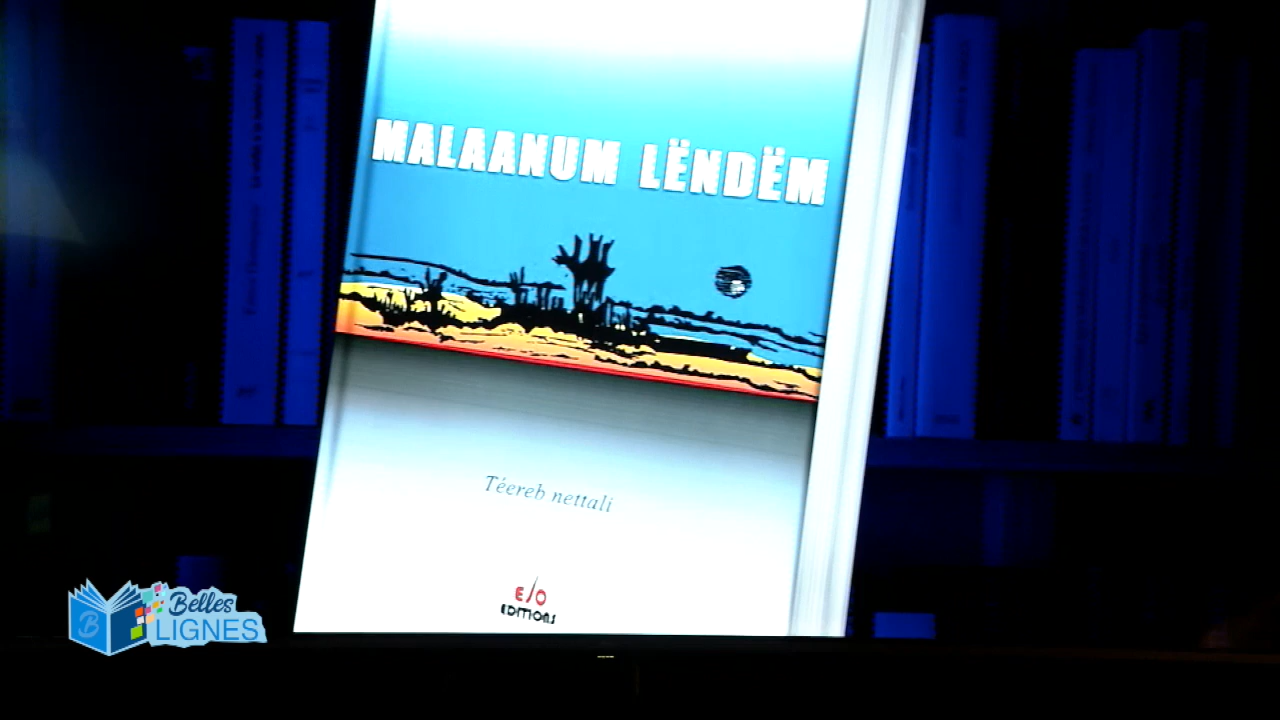 MALAANUM LËNDËM
Téereb nettali
E/O
EDITIONS
Belles
LIGNES